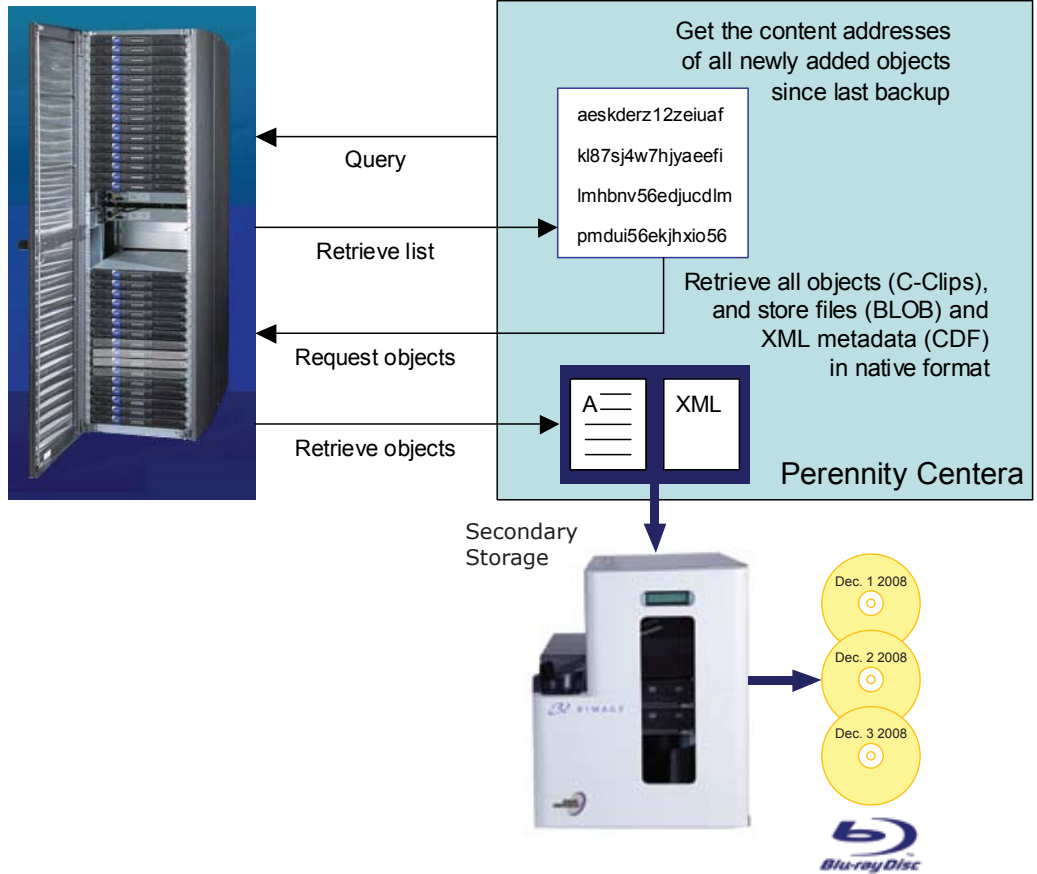 Get the content addresses
of all newly added objects
since last backup
aeskderz12zeiuaf
kl87sj4w7hjyaeefi
lmhbnv56edjucdlm
pmdui56ekjhxio56
Query
Retrieve list
Request objects
Retrieve objects
Retrieve all objects (C-Clips),
and store files (BLOB) and
XML metadata (CDF)
in native format
A
XML
Perennity Centera
Secondary
Storage
RIMAGE
Dec. 1 2008
Dec. 2 2008
Dec. 3 2008
Blu-ray Disc
TM